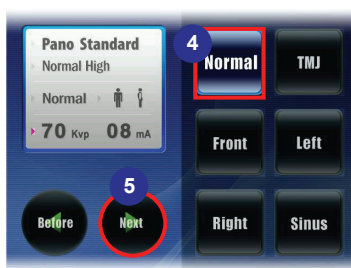 Pano Standard
Normal High
Normal
70 Kvp 08 mA
4
Normal
TMJ
Front
Left
5
Before
Next
Right
Sinus